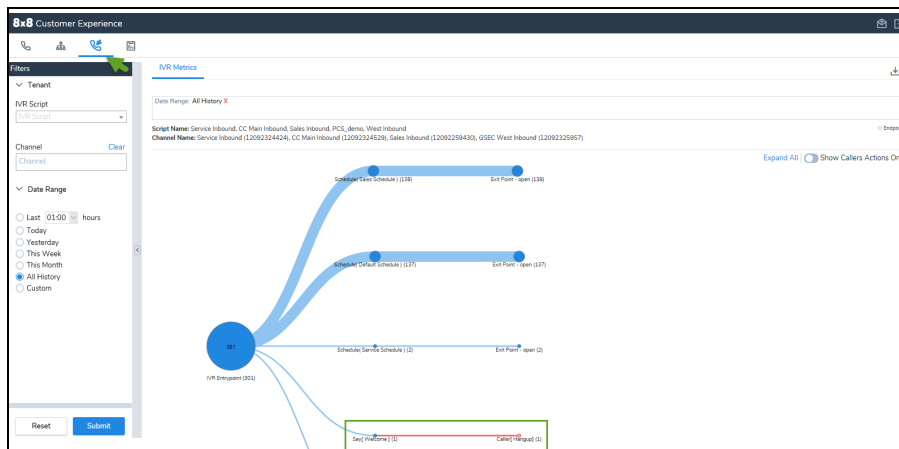 8x8 Customer Experience
Filters
Tenant
IVR Script
IVR Script
Channel Clear
Channel
Date Range
Last 01:00 hours
Today
Yesterday
This Week
This Month
All History
Custom
Reset Submit
IVR Metrics
Date Range: All History X
Script Name: Service Inbound, CC Main Inbound, Sales Inbound, PCS_demo, West Inbound
Channel Name: Service Inbound (12092324424), CC Main Inbound (12092324529), Sales Inbound (12092259430), GSEC West Inbound (12092325957)
Endpoi
Expand All Show Callers Actions On
Schedule( Sales Schedule ) (138) Exit Point - open (138)
Schedule( Default Schedule ) (137) Exit Point - open (137)
301
Schedule( Service Schedule ) (2) Exit Point - open (2)
IVR Entrypoint (301)
Say[ Welcome ] (1) Caller[ Hangup] (1)